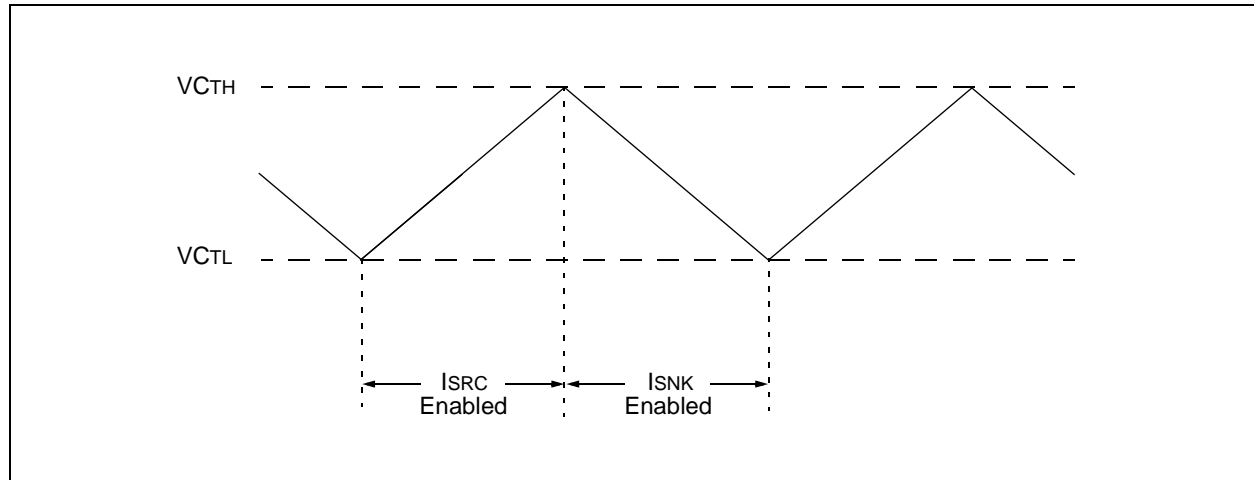 VCTH
VCTL
ISRC
Enabled
ISNK
Enabled